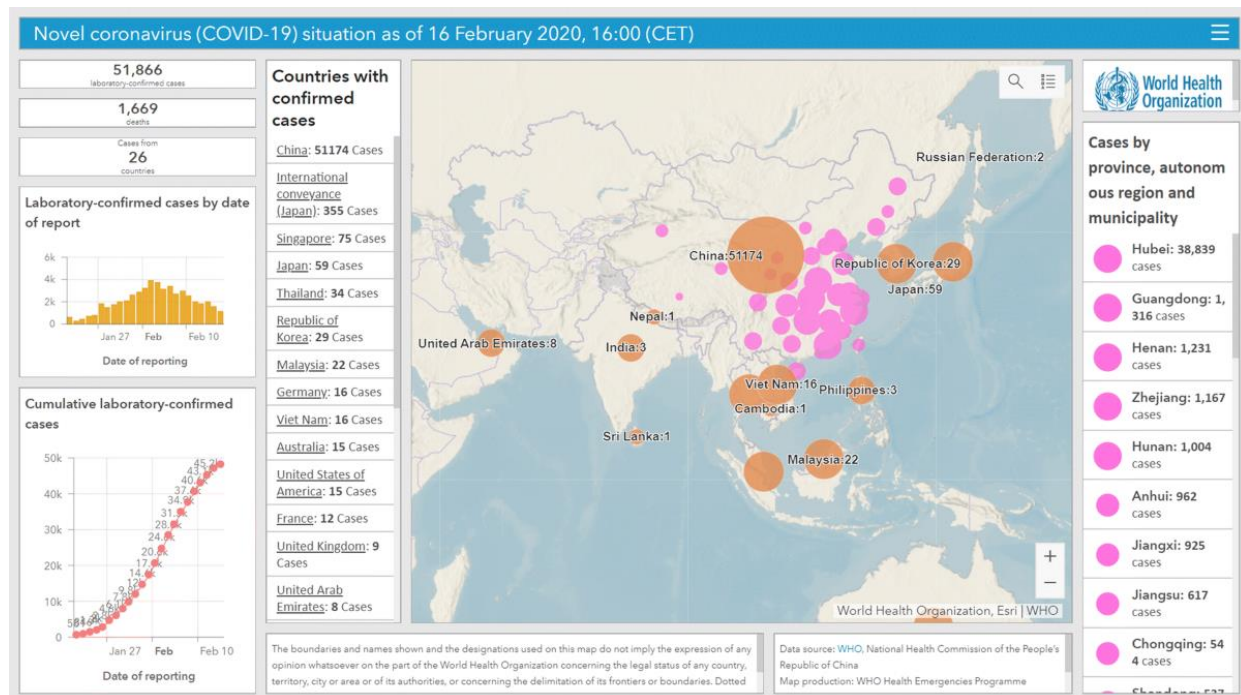 Novel coronavirus (COVID-19) situation as of 16 February 2020, 16:00 (CET)
51,866
laboratory-confirmed cases
1,669
deaths
Cases from
26
countries
Laboratory-confirmed cases by date
of report
6k
4k
2k
0
Jan 27
Feb
Feb 10
Date of reporting
Cumulative laboratory-confirmed
cases
50k
40k
30k
20k
10k
0
Jan 27
Feb
Feb 10
Date of reporting
Countries with
confirmed
cases
China: 51174 Cases
International
conveyance
(Japan): 355 Cases
Singapore: 75 Cases
Japan: 59 Cases
Thailand: 34 Cases
Republic of
Korea: 29 Cases
Malaysia: 22 Cases
Germany: 16 Cases
Viet Nam: 16 Cases
Australia: 15 Cases
United States of
America: 15 Cases
France: 12 Cases
United Kingdom: 9
Cases
United Arab
Emirates: 8 Cases
Russian Federation:2
China:51174
Republic of Korea:29
Japan:59
Nepal:1
United Arab Emirates:8
India:3
Viet Nam:16
Philippines:3
Cambodia:1
Sri Lanka:1
Malaysia:22
+
−
World Health Organization, Esri | WHO
The boundaries and names shown and the designations used on this map do not imply the expression of any
opinion whatsoever on the part of the World Health Organization concerning the legal status of any country,
territory, city or area or of its authorities, or concerning the delimitation of its frontiers or boundaries. Dotted
Data source: WHO, National Health Commission of the People's
Republic of China
Map production: WHO Health Emergencies Programme
World Health
Organization
Cases by
province, autonom
ous region and
municipality
Hubei: 38,839
cases
Guangdong: 1,
316 cases
Henan: 1,231
cases
Zhejiang: 1,167
cases
Hunan: 1,004
cases
Anhui: 962
cases
Jiangxi: 925
cases
Jiangsu: 617
cases
Chongqing: 54
4 cases